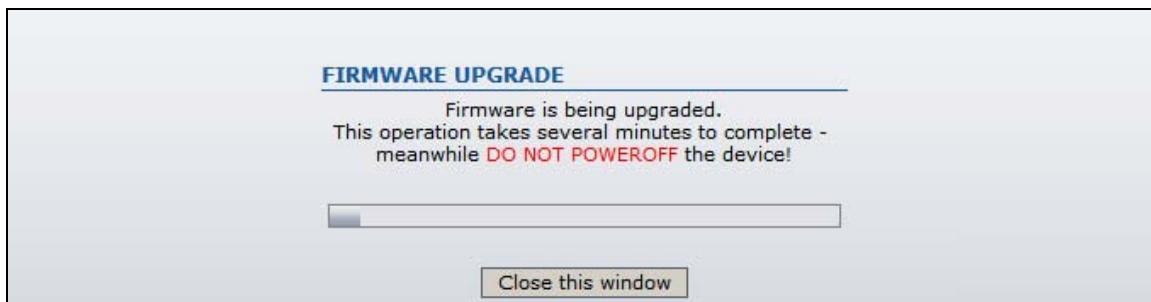 FIRMWARE UPGRADE
Firmware is being upgraded.
This operation takes several minutes to complete -
meanwhile DO NOT POWEROFF the device!
Close this window